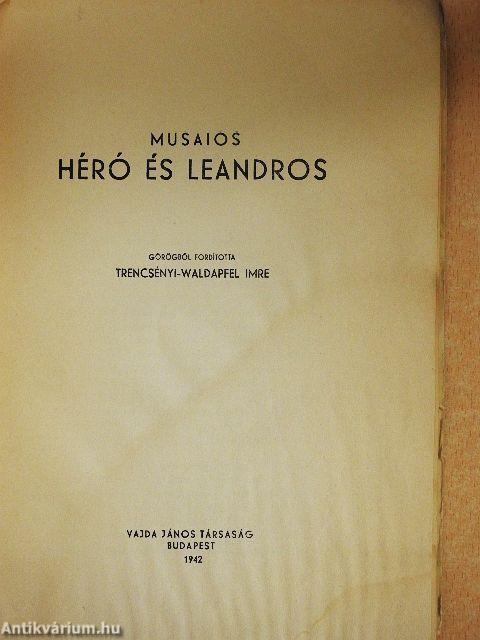 MUSAIOS
HÉRÓ ÉS LEANDROS
GÖRÖGBŐL FORDÍTOTTA
TRENCSÉNYI-WALDAPFEL IMRE
VAJDA JÁNOS TÁRSASÁG
BUDAPEST
1942
Antikvárium.hu